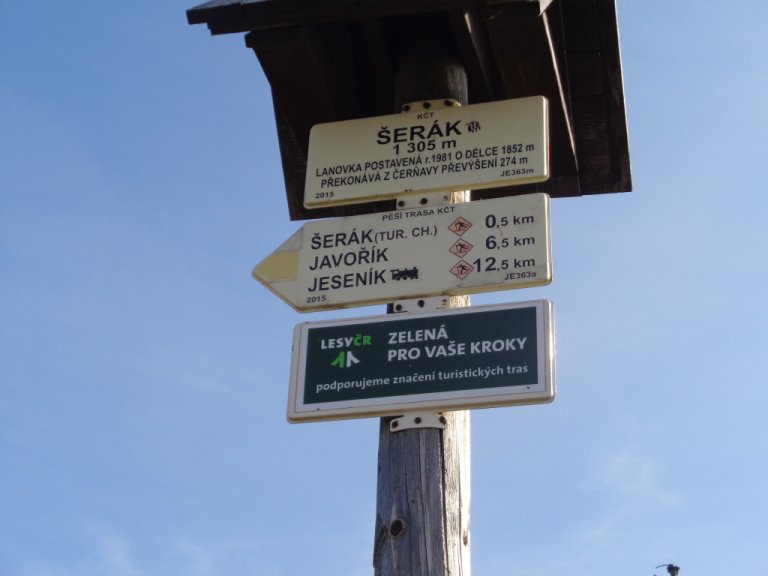 KČT
ŠERÁK
1 305 m
LANOVKA POSTAVENÁ r.1981 O DÉLCE 1852 m
PŘEKONÁVÁ Z ČERŇAVY PŘEVÝŠENÍ 274 m
2015 JE363m
PĚŠÍ TRASA KČT
ŠERÁK (TUR. CH.) 0,5 km
JAVOŘÍK 6,5 km
JESENÍK 12,5 km
2015 JE363a
LESYČR ZELENÁ
PRO VAŠE KROKY
podporujeme značení turistických tras